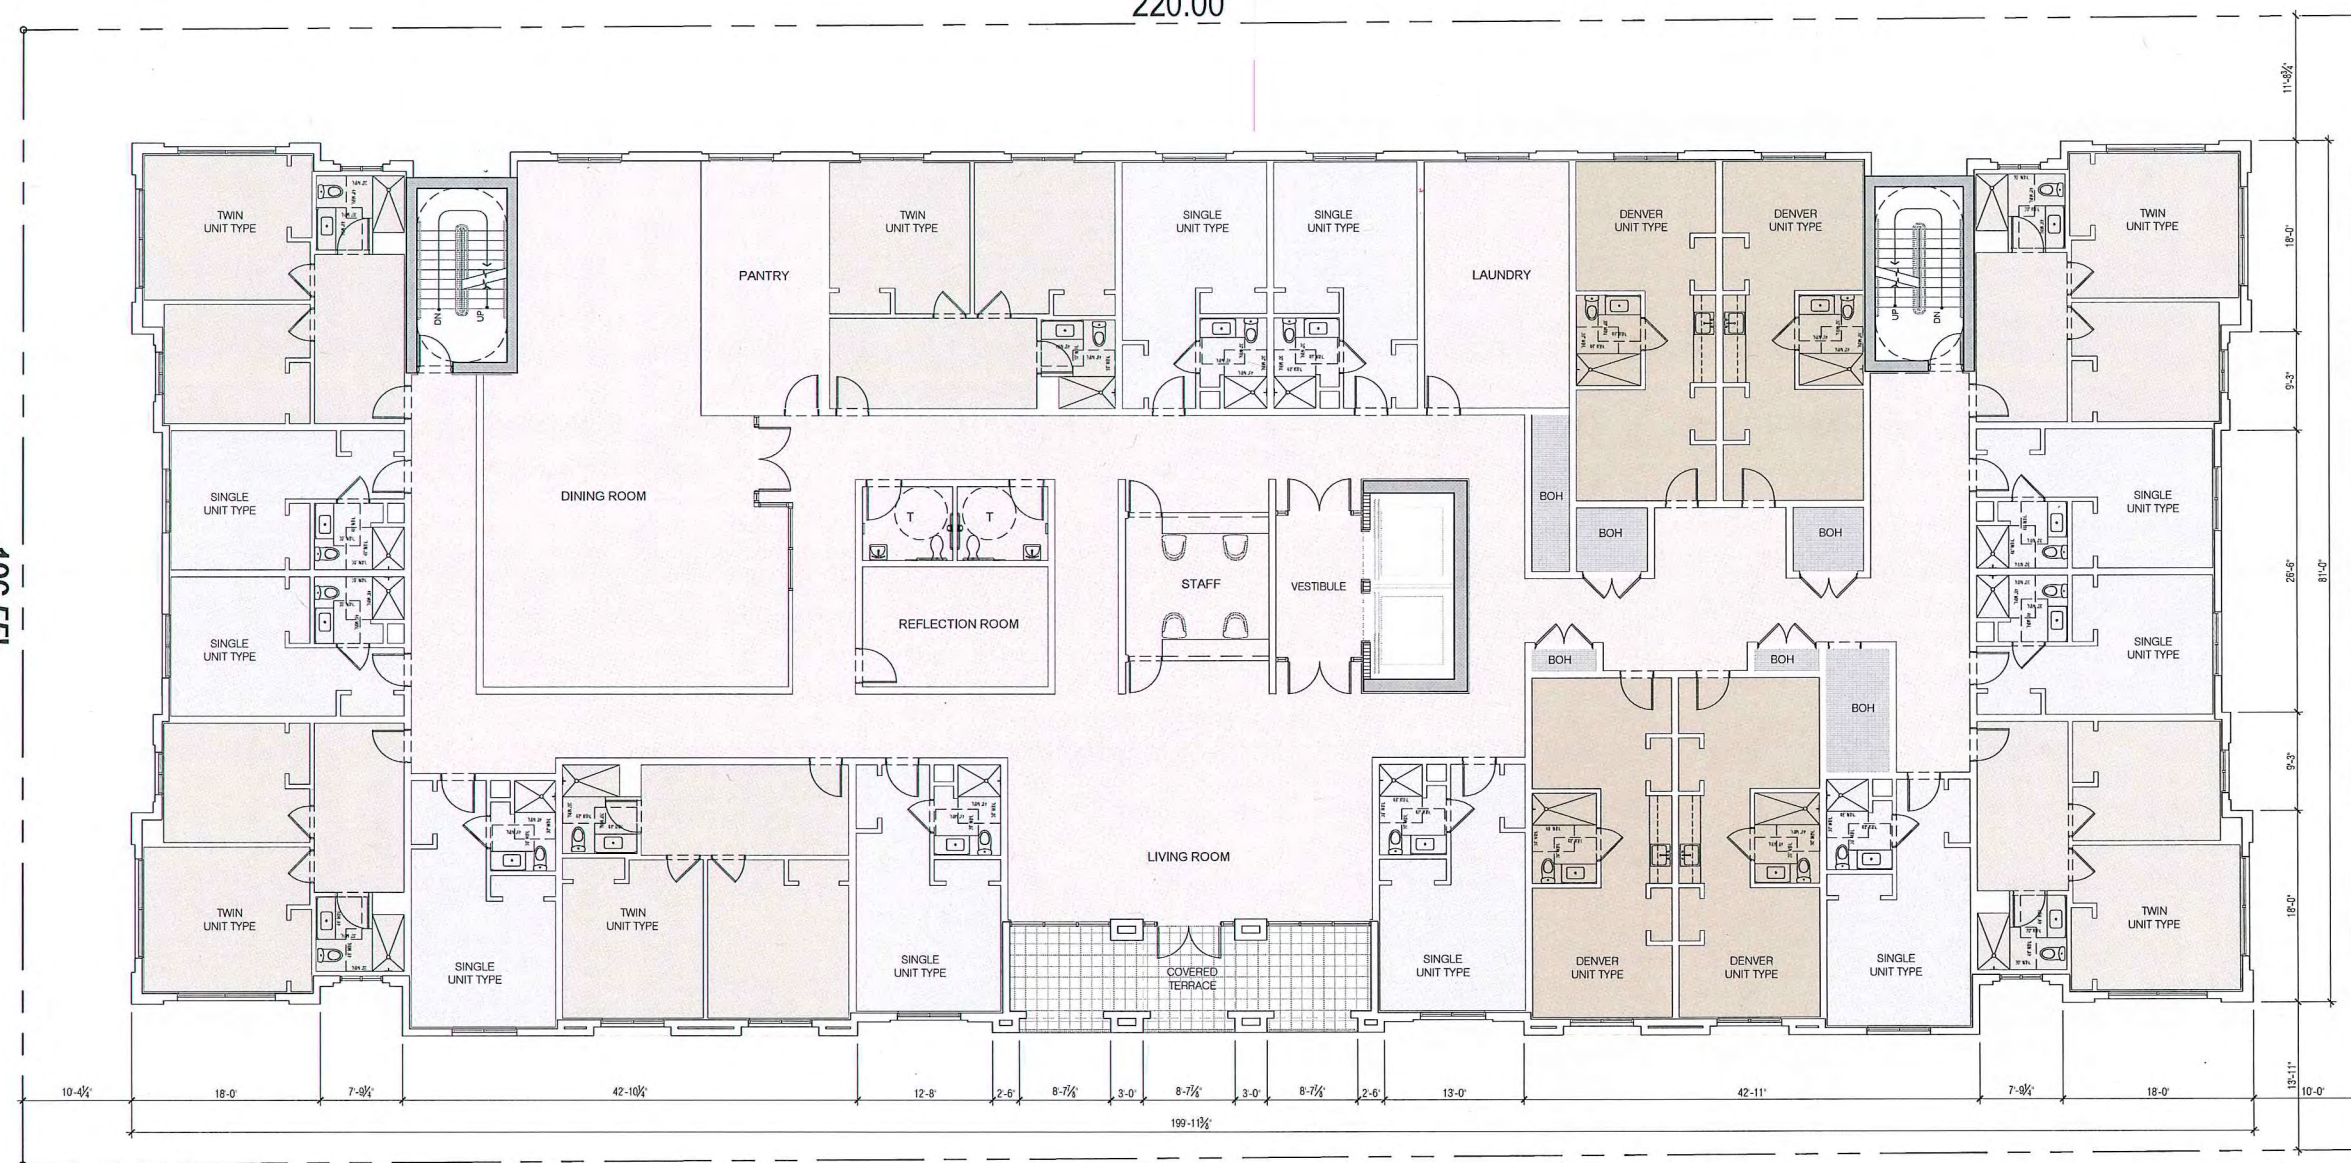 220.00
11'-8¾"
TWIN
UNIT TYPE
TWIN
UNIT TYPE
SINGLE
UNIT TYPE
SINGLE
UNIT TYPE
DENVER
UNIT TYPE
DENVER
UNIT TYPE
TWIN
UNIT TYPE
18'-0"
PANTRY
LAUNDRY
DN
UP
UP
DN
9'-3"
DINING ROOM
BOH
SINGLE
UNIT TYPE
SINGLE
UNIT TYPE
T
T
BOH
BOH
STAFF
VESTIBULE
26'-6"
81'-0"
REFLECTION ROOM
SINGLE
UNIT TYPE
SINGLE
UNIT TYPE
BOH
BOH
BOH
9'-3"
LIVING ROOM
TWIN
UNIT TYPE
TWIN
UNIT TYPE
TWIN
UNIT TYPE
18'-0"
SINGLE
UNIT TYPE
SINGLE
UNIT TYPE
COVERED
TERRACE
SINGLE
UNIT TYPE
DENVER
UNIT TYPE
DENVER
UNIT TYPE
SINGLE
UNIT TYPE
13'-11"
10'-4¼"
18'-0"
7'-9¼"
42'-10¼"
12'-8"
2'-6"
8'-7⅞"
3'-0"
8'-7⅞"
3'-0"
8'-7⅞"
2'-6"
13'-0"
42'-11"
7'-9¼"
18'-0"
10'-0"
199'-11⅜"